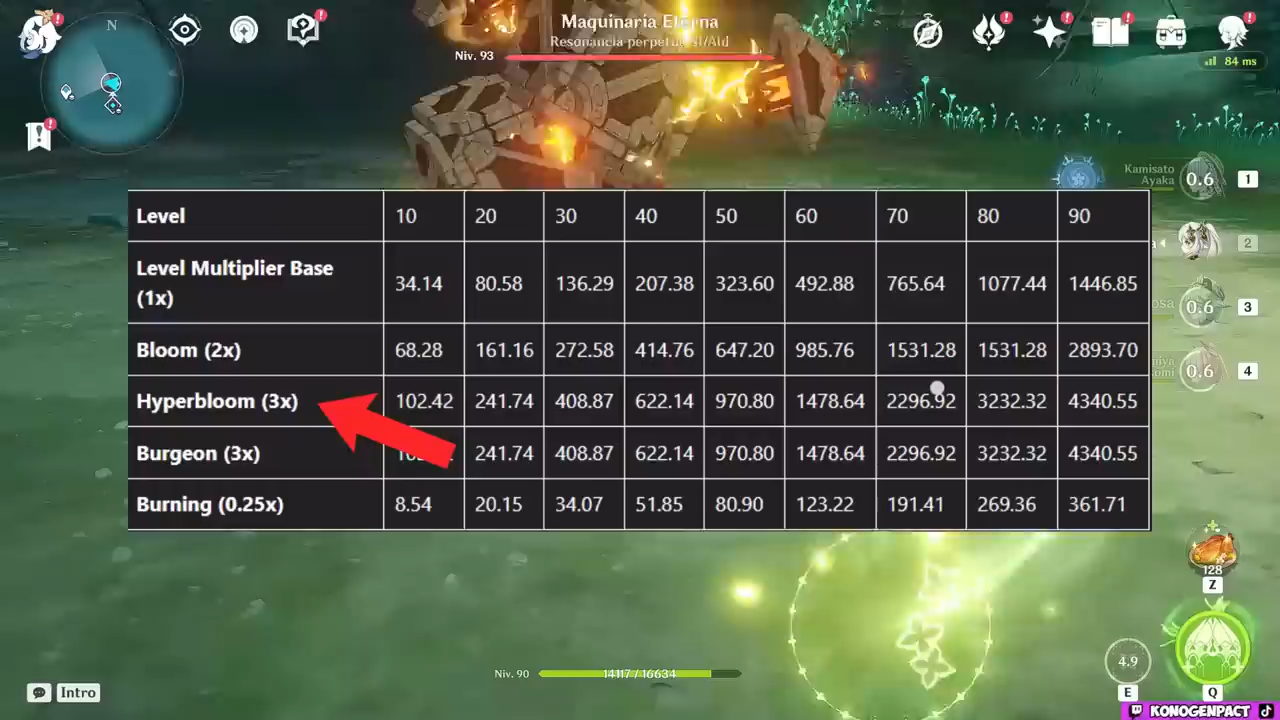 N
Maquinaria Eterna
Niv. 93
84 ms
Kamisato
Ayaka
0.6
1
2
0.6
3
0.6
4
Level 10 20 30 40 50 60 70 80 90
Level Multiplier Base
(1x) 34.14 80.58 136.29 207.38 323.60 492.88 765.64 1077.44 1446.85
Bloom (2x) 68.28 161.16 272.58 414.76 647.20 985.76 1531.28 1531.28 2893.70
Hyperbloom (3x) 102.42 241.74 408.87 622.14 970.80 1478.64 2296.92 3232.32 4340.55
Burgeon (3x) 241.74 408.87 622.14 970.80 1478.64 2296.92 3232.32 4340.55
Burning (0.25x) 8.54 20.15 34.07 51.85 80.90 123.22 191.41 269.36 361.71
128
Z
4.9
E
Q
Niv. 90
14117 / 16634
Intro
KONOGENPACT